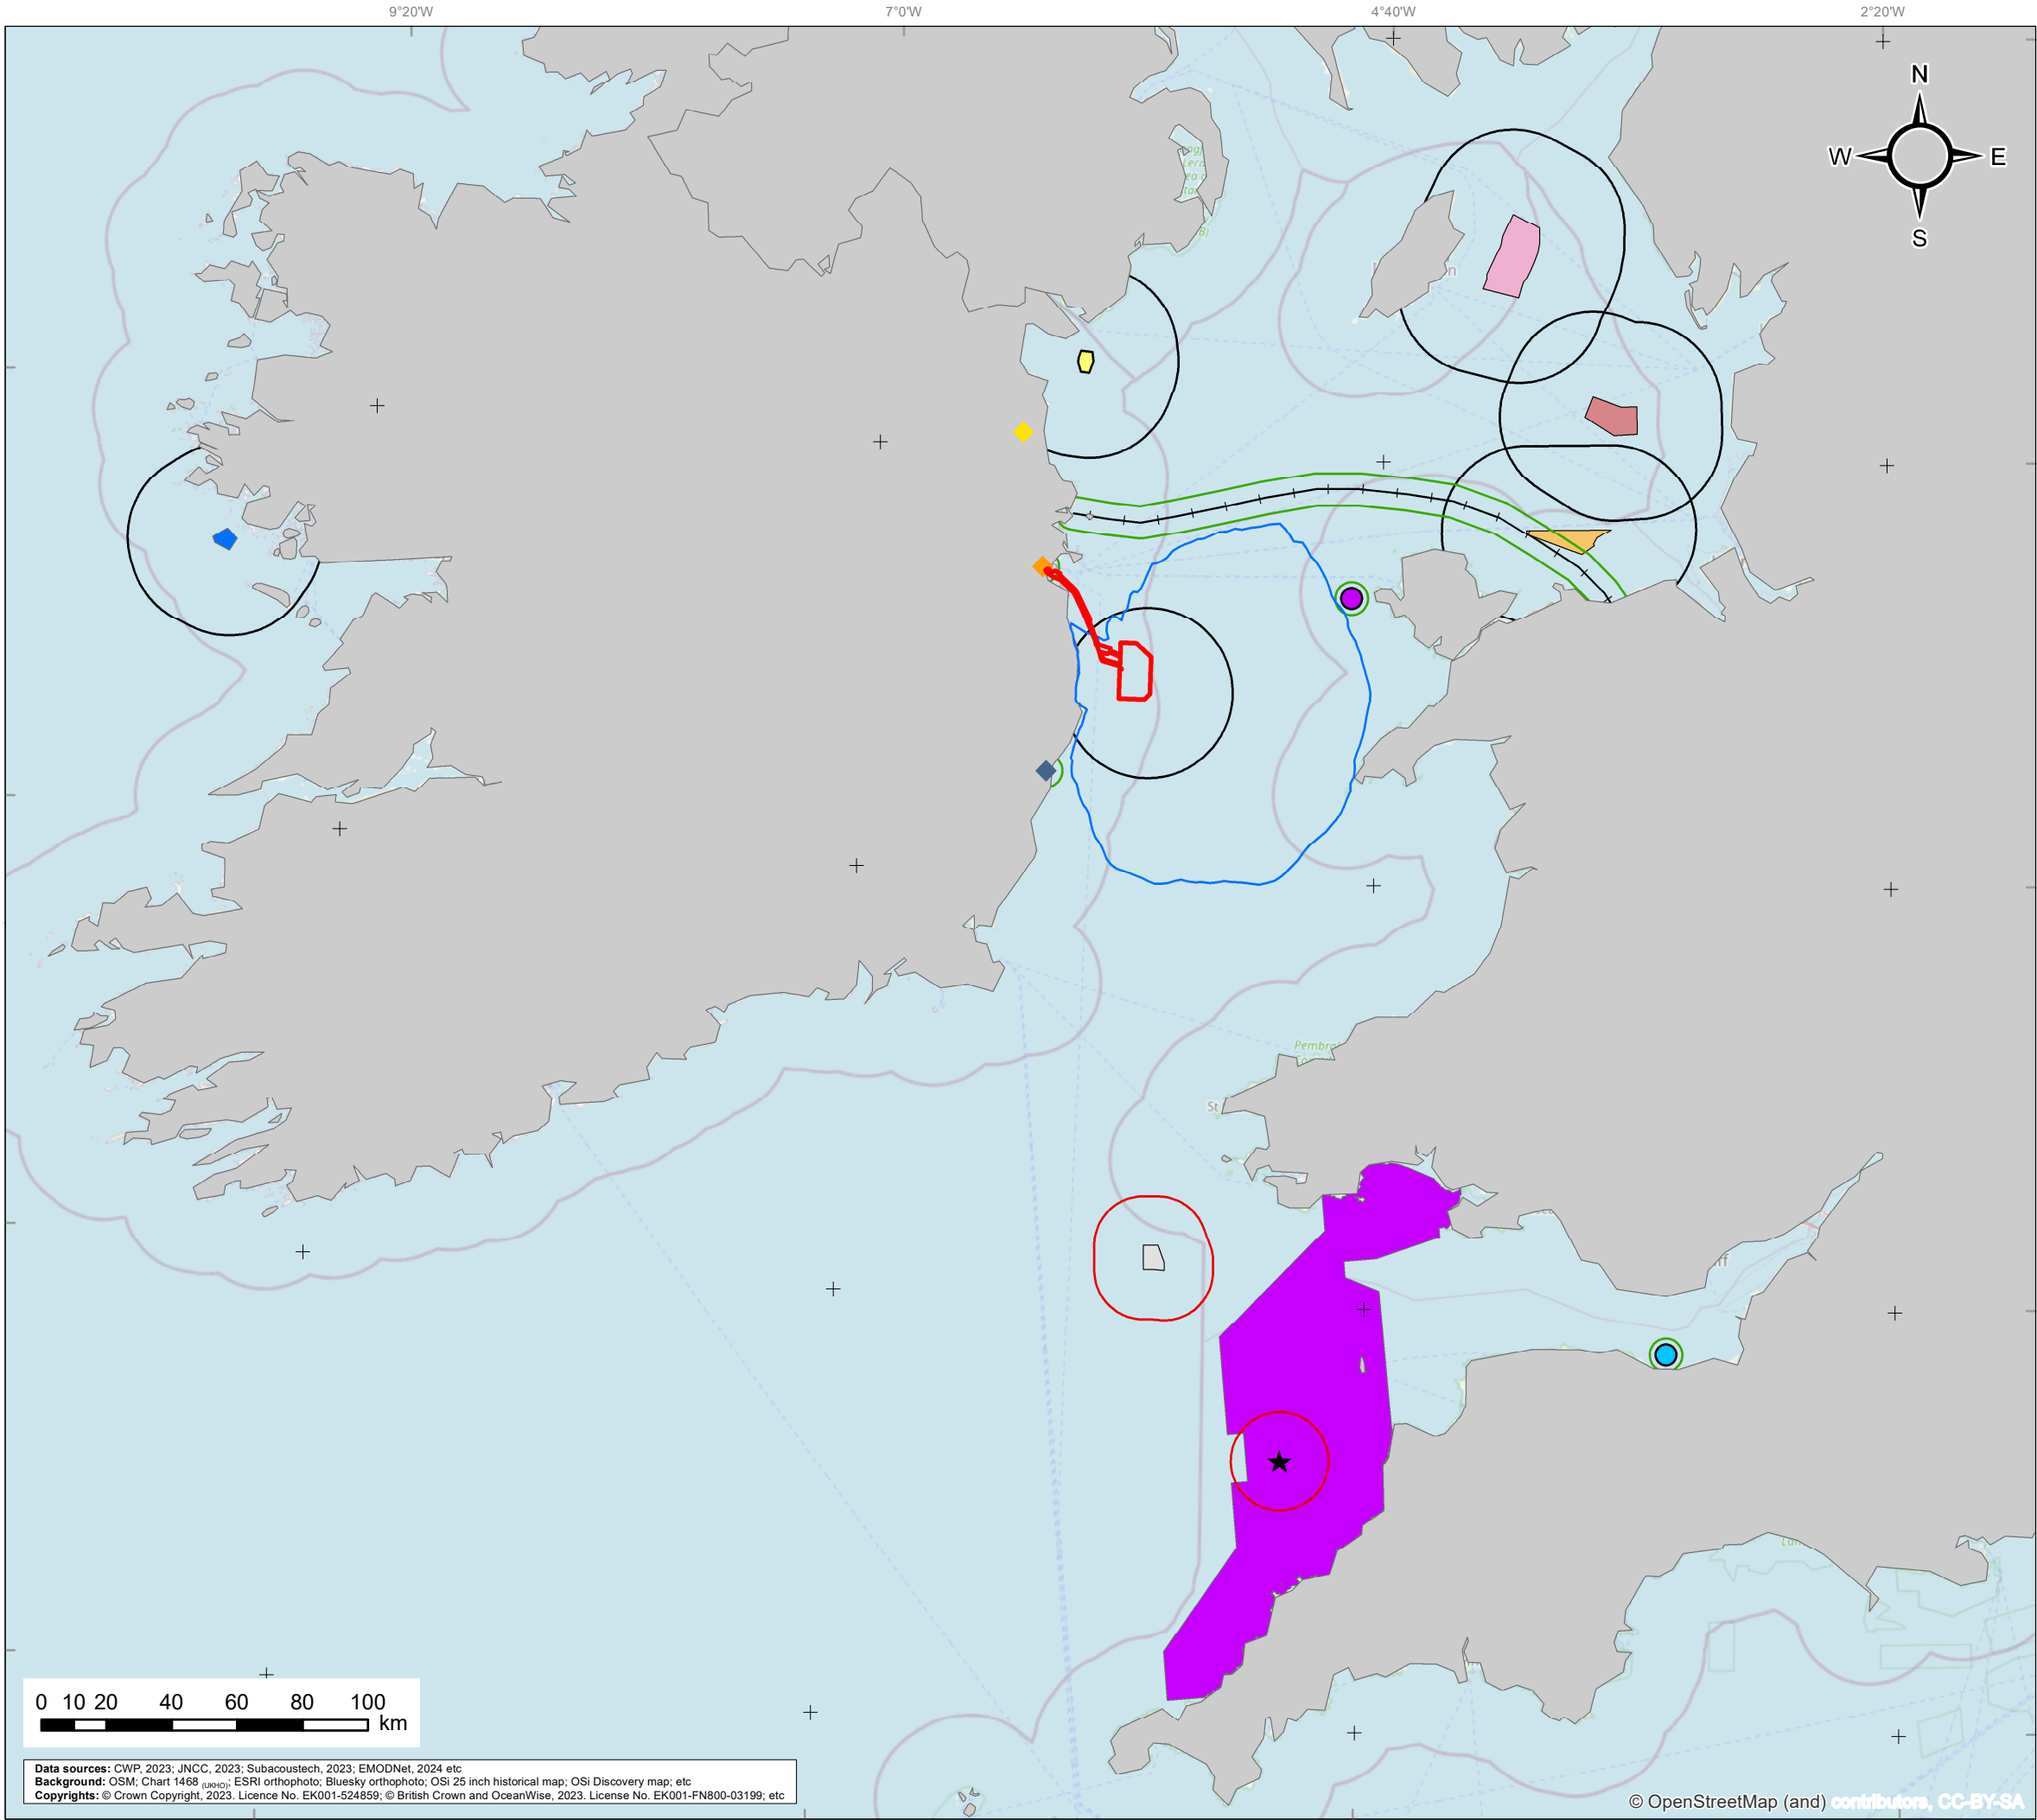 9°20'W 7°0'W 4°40'W 2°20'W
N
W E
S
Pembro
St
ff
0 10 20 40 60 80 100
km
Data sources: CWP, 2023; JNCC, 2023; Subacoustech, 2023; EMODNet, 2024 etc
Background: OSM; Chart 1468 (UKHO); ESRI orthophoto; Bluesky orthophoto; OSi 25 inch historical map; OSi Discovery map; etc
Copyrights: © Crown Copyright, 2023. Licence No. EK001-524859; © British Crown and OceanWise, 2023. License No. EK001-FN800-03199; etc
© OpenStreetMap (and) contributors, CC-BY-SA